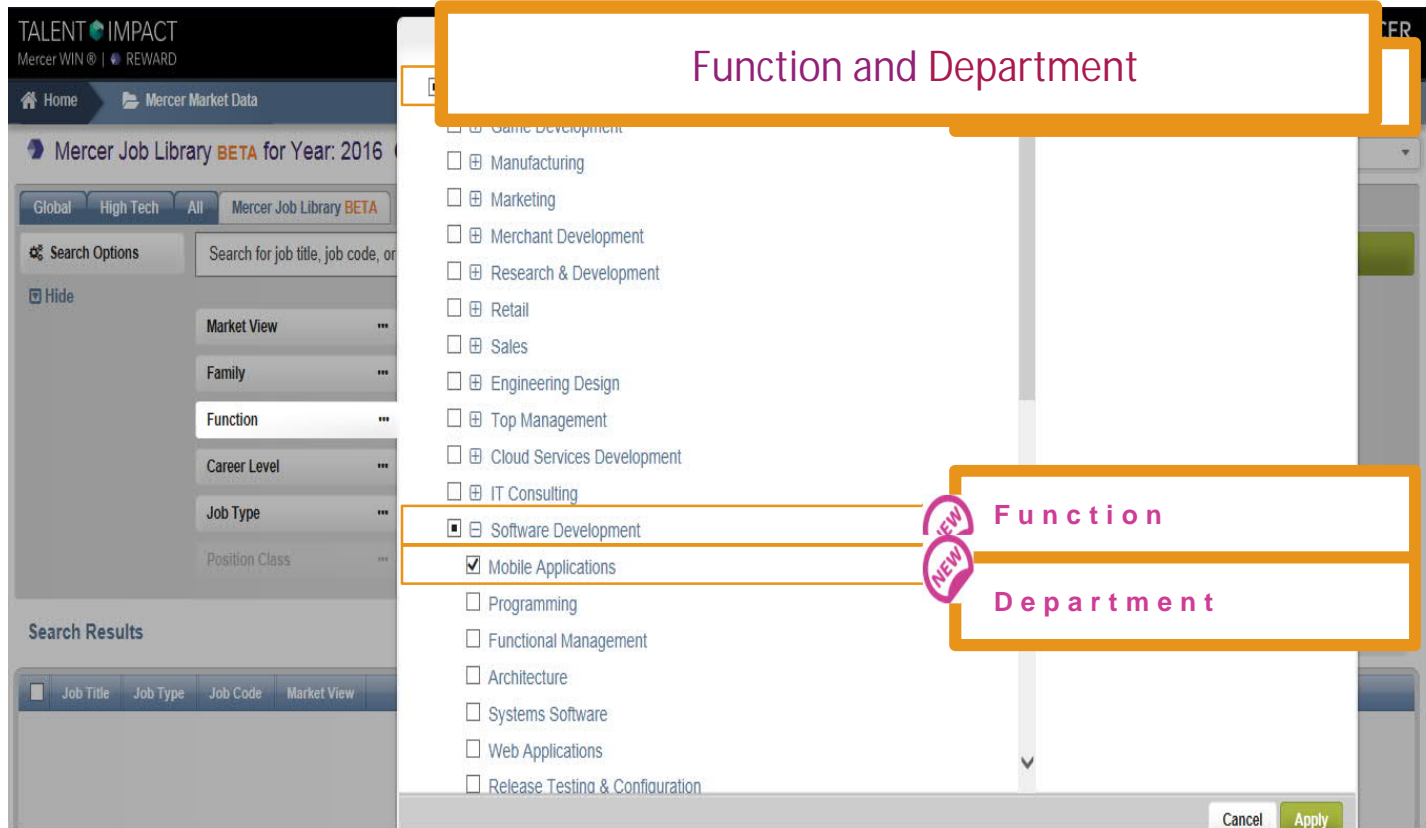 TALENT IMPACT
Mercer WIN ® | REWARD
CER
Function and Department
Home
Mercer Market Data
Game Development
Mercer Job Library BETA for Year: 2016
Manufacturing
Global
High Tech
All
Mercer Job Library BETA
Marketing
Search Options
Search for job title, job code, or
Merchant Development
Hide
Research & Development
Market View ...
Retail
Family ...
Sales
Function ...
Engineering Design
Career Level ...
Top Management
Job Type ...
Cloud Services Development
Position Class ...
IT Consulting
Software Development
NEW
Function
Mobile Applications
NEW
Department
Programming
Functional Management
Search Results
Architecture
Job Title
Job Type
Job Code
Market View
Systems Software
Web Applications
Release Testing & Configuration
Cancel
Apply